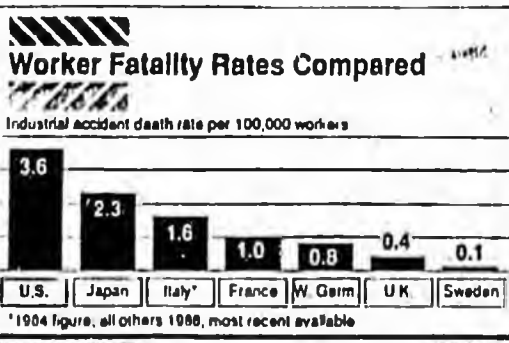 Worker Fatality Rates Compared
Industrial accident death rate per 100,000 workers
3.6
2.3
1.6
1.0
0.8
0.4
0.1
U.S. Japan Italy* France W. Germ U K Sweden
*1984 figure, all others 1986, most recent available